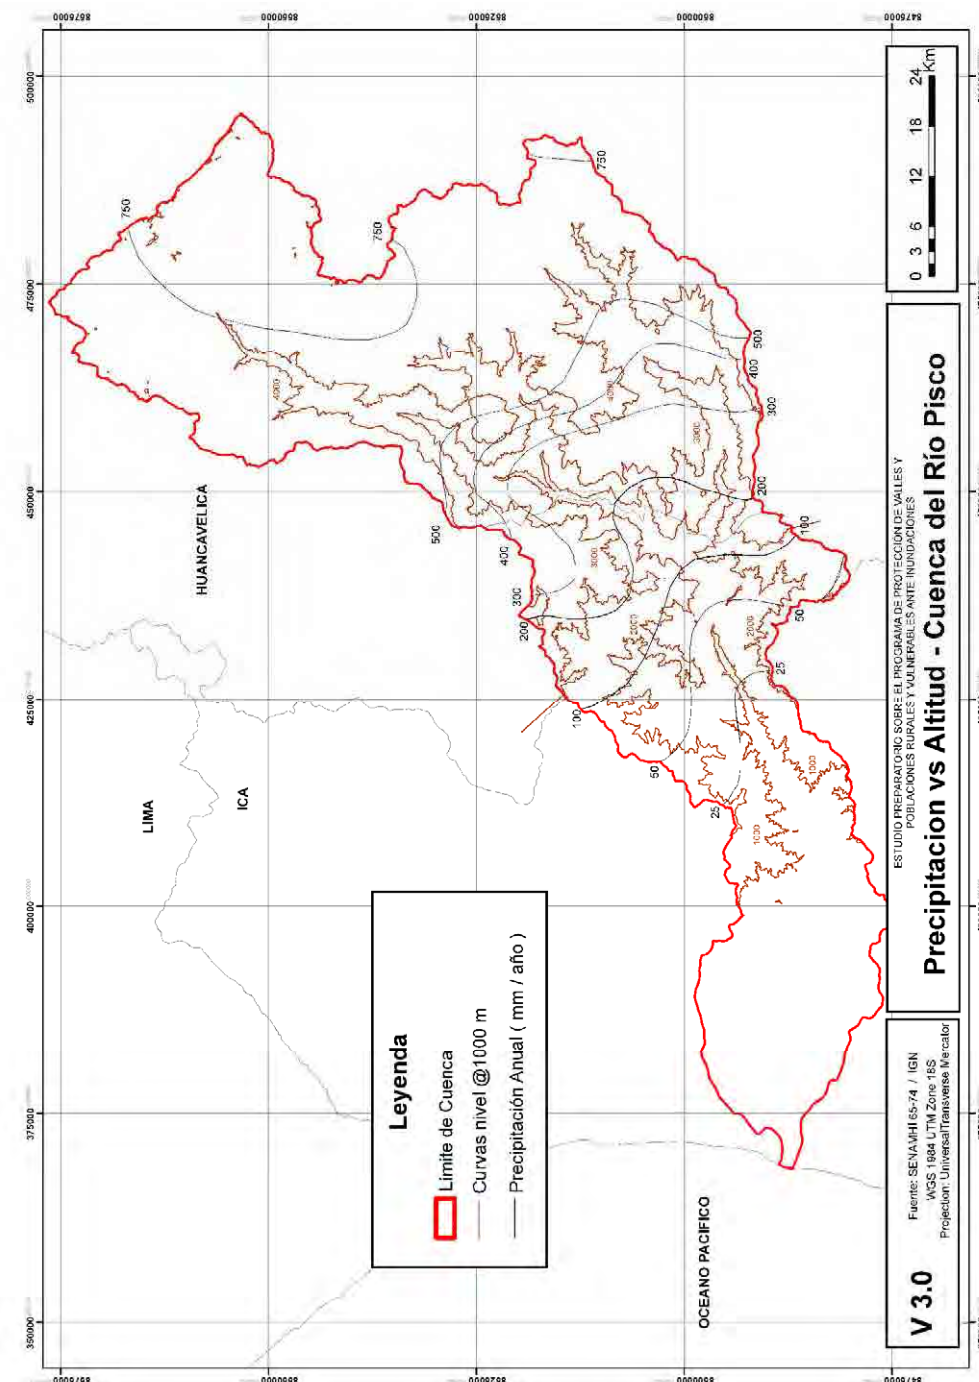 500000
475000
450000
425000
400000
375000
350000
HUANCAVELICA
LIMA
ICA
OCEANO PACIFICO
750
750
750
500
400
300
200
100
50
25
500
400
300
200
100
50
25
4000
4000
3000
3000
2000
2000
1000
1000
Leyenda
Limite de Cuenca
Curvas nivel @1000 m
Precipitación Anual ( mm / año )
V 3.0
Fuente: SENAMHI 65-74 / IGN
WGS 1984 UTM Zone 18S
Projection: UniversalTransverse Mercator
ESTUDIO PREPARATORIO SOBRE EL PROGRAMA DE PROTECCION DE VALLES Y
POBLACIONES RURALES Y VULNERABLES ANTE INUNDACIONES
Precipitacion vs Altitud - Cuenca del Río Pisco
0 3 6 12 18 24
Km